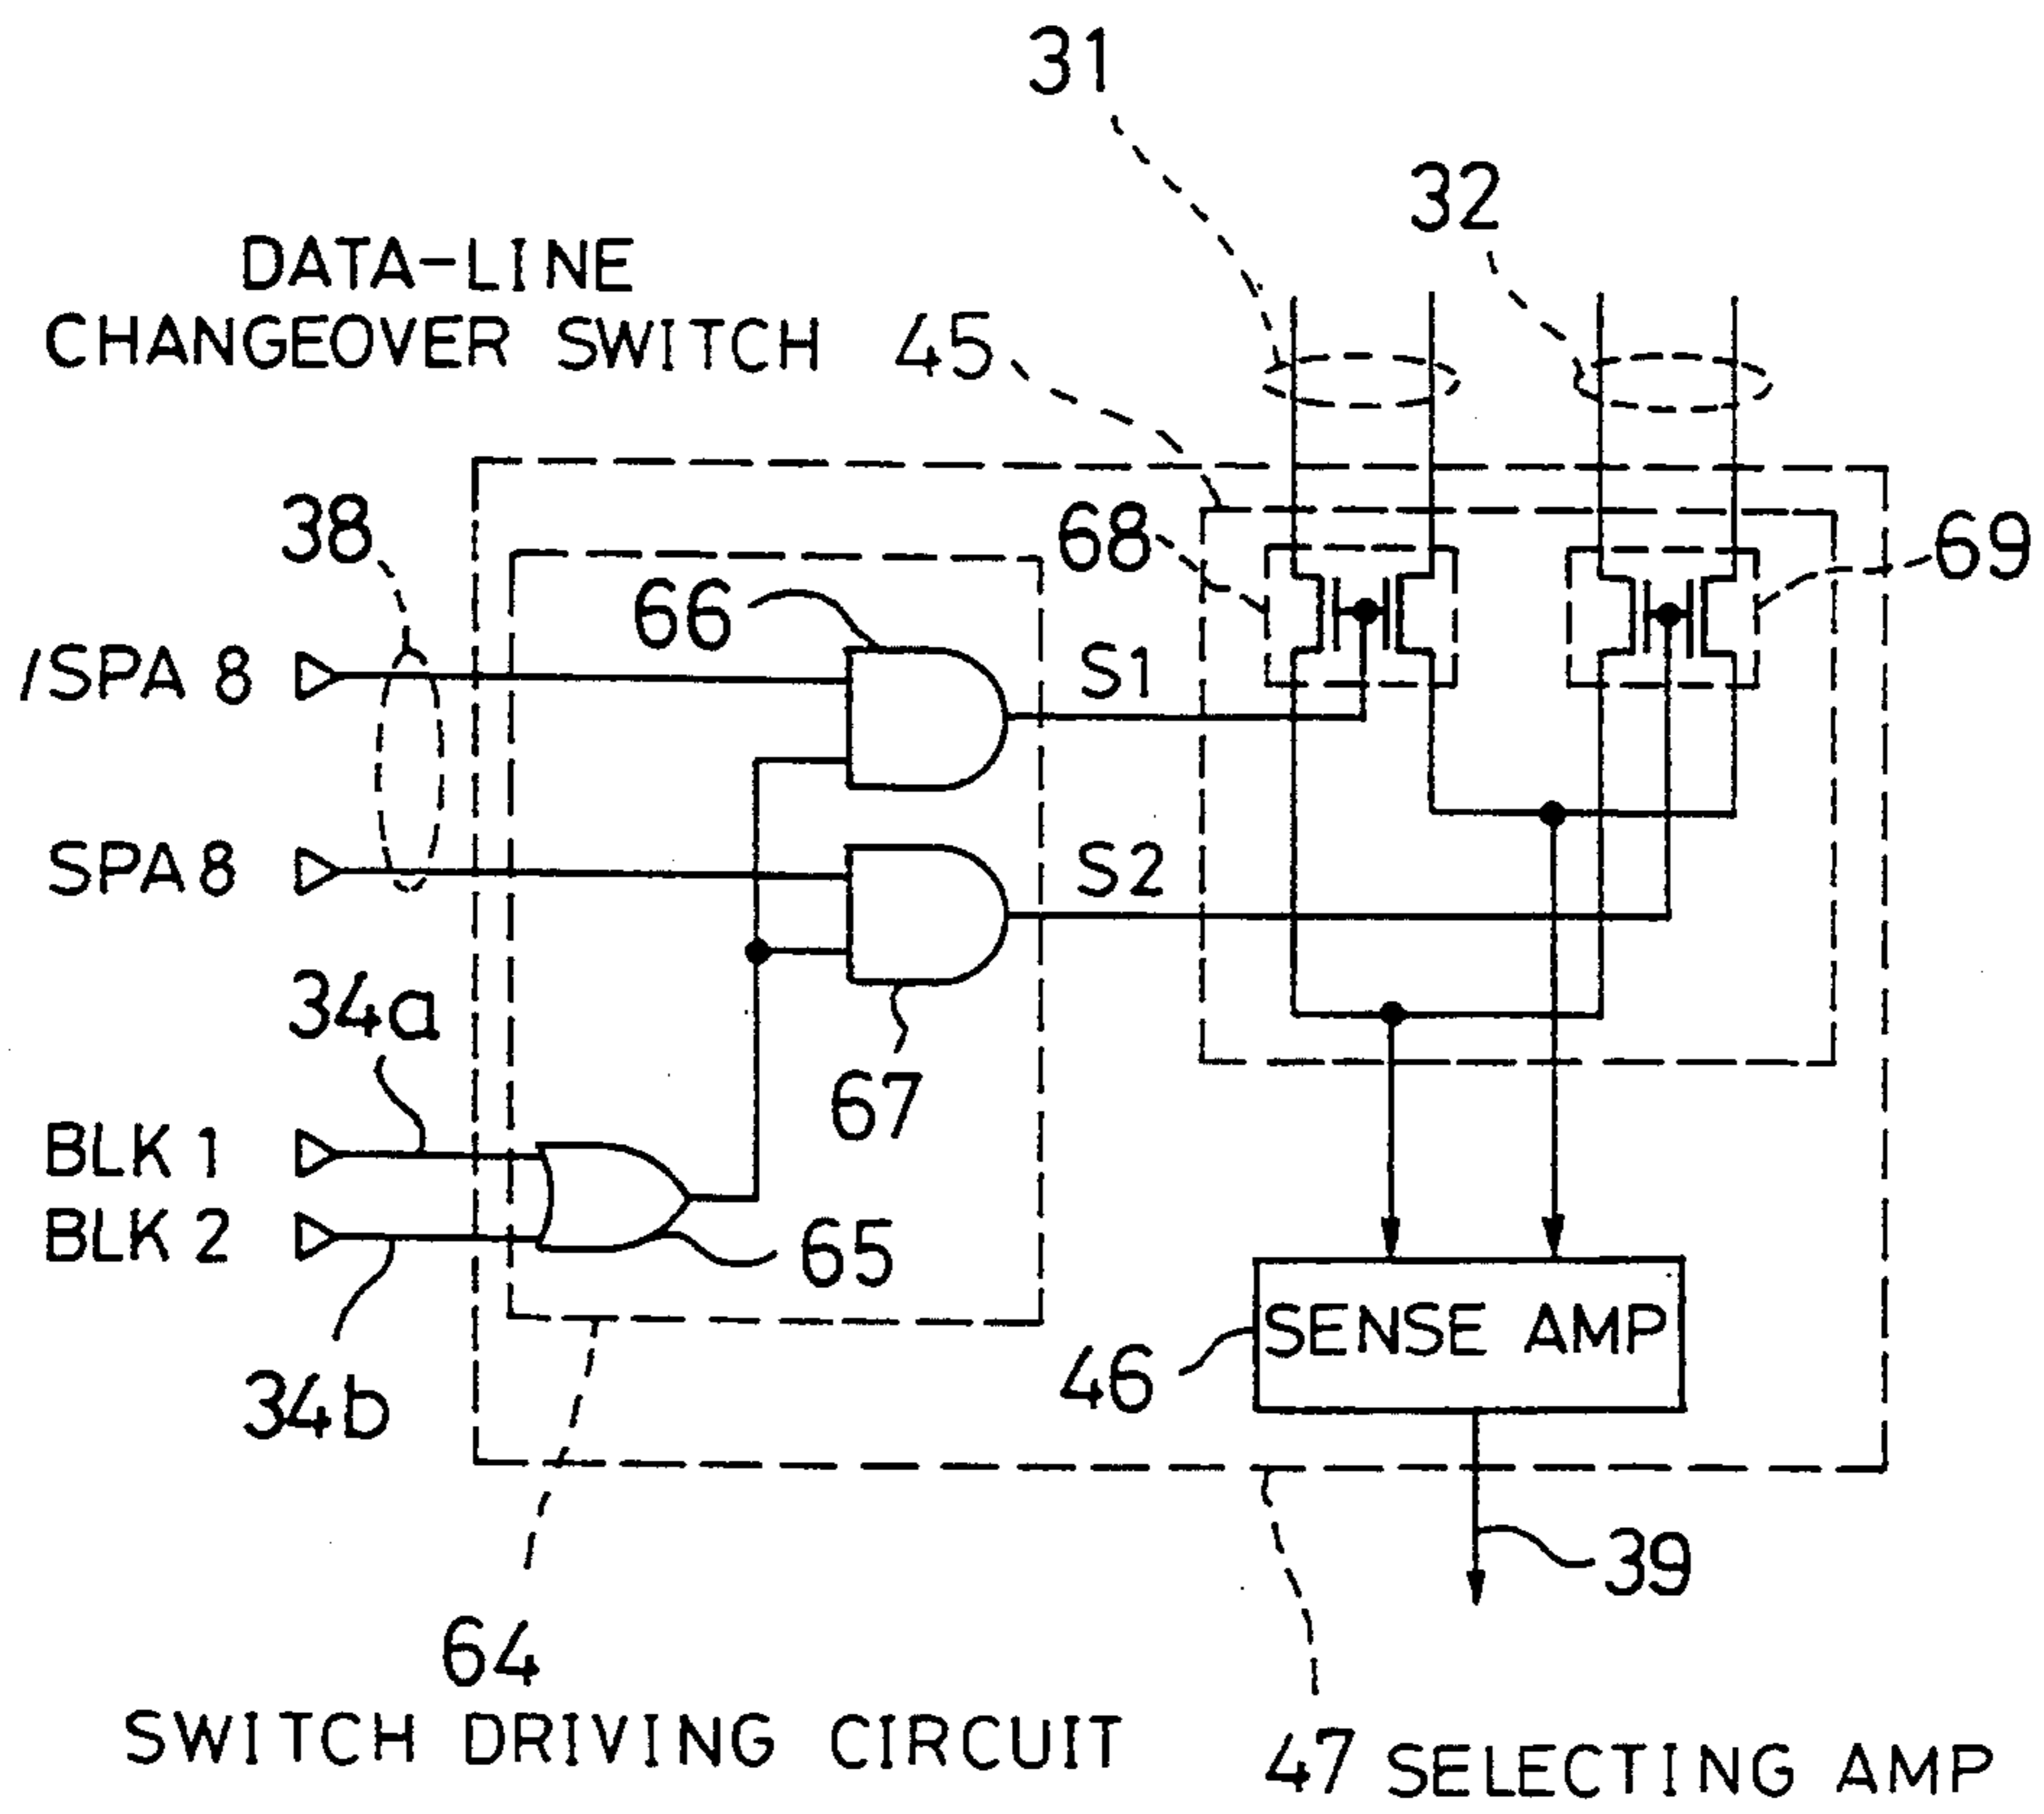 31
32
DATA-LINE
CHANGEOVER SWITCH 45
38
68
69
66
/SPA 8
S1
SPA8
S2
34a
67
BLK 1
BLK 2
65
SENSE AMP
46
34b
39
64
SWITCH DRIVING CIRCUIT
47 SELECTING AMP